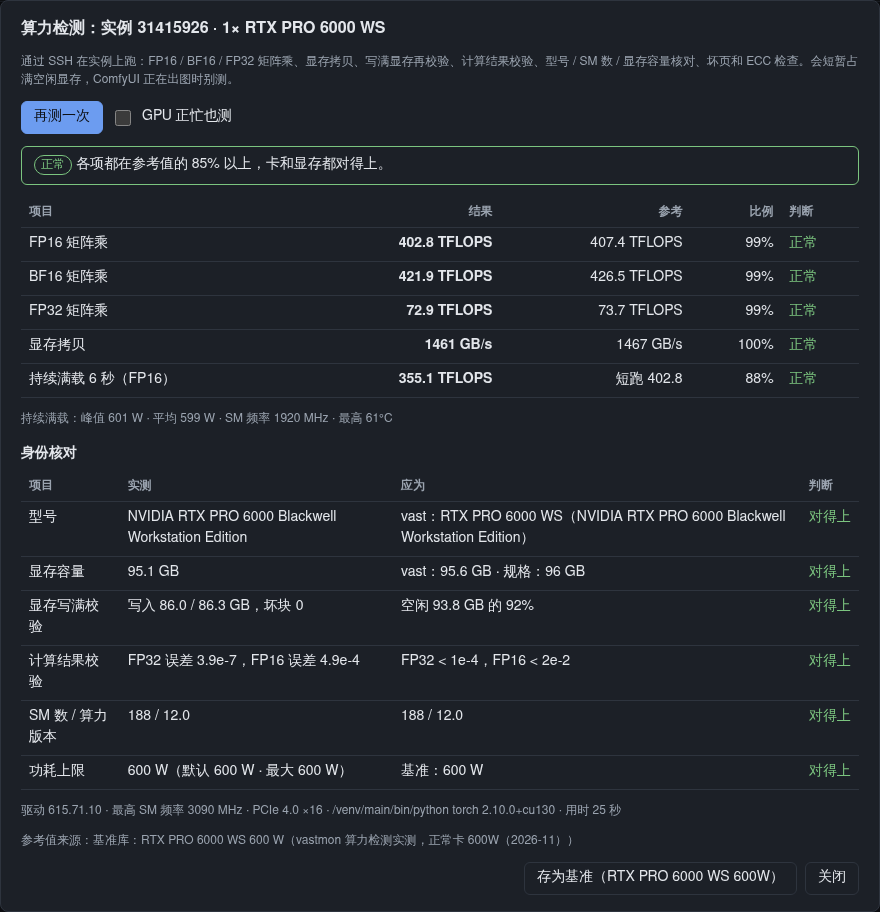 算力检测：实例 31415926 · 1× RTX PRO 6000 WS
通过 SSH 在实例上跑：FP16 / BF16 / FP32 矩阵乘、显存拷贝、写满显存再校验、计算结果校验、型号 / SM 数 / 显存容量核对、坏页和 ECC 检查。会短暂占
满空闲显存，ComfyUI 正在出图时别测。
再测一次 GPU 正忙也测
正常 各项都在参考值的 85% 以上，卡和显存都对得上。
项目 结果 参考 比例 判断
FP16 矩阵乘 402.8 TFLOPS 407.4 TFLOPS 99% 正常
BF16 矩阵乘 421.9 TFLOPS 426.5 TFLOPS 99% 正常
FP32 矩阵乘 72.9 TFLOPS 73.7 TFLOPS 99% 正常
显存拷贝 1461 GB/s 1467 GB/s 100% 正常
持续满载 6 秒（FP16） 355.1 TFLOPS 短跑 402.8 88% 正常
持续满载：峰值 601 W · 平均 599 W · SM 频率 1920 MHz · 最高 61°C
身份核对
项目 实测 应为 判断
型号 NVIDIA RTX PRO 6000 Blackwell vast：RTX PRO 6000 WS（NVIDIA RTX PRO 6000 Blackwell 对得上
Workstation Edition Workstation Edition）
显存容量 95.1 GB vast：95.6 GB · 规格：96 GB 对得上
显存写满校 写入 86.0 / 86.3 GB，坏块 0 空闲 93.8 GB 的 92% 对得上
验
计算结果校 FP32 误差 3.9e-7，FP16 误差 4.9e-4 FP32 < 1e-4，FP16 < 2e-2 对得上
验
SM 数 / 算力 188 / 12.0 188 / 12.0 对得上
版本
功耗上限 600 W（默认 600 W · 最大 600 W） 基准：600 W 对得上
驱动 615.71.10 · 最高 SM 频率 3090 MHz · PCIe 4.0 ×16 · /venv/main/bin/python torch 2.10.0+cu130 · 用时 25 秒
参考值来源：基准库：RTX PRO 6000 WS 600 W（vastmon 算力检测实测，正常卡 600W（2026-11））
存为基准（RTX PRO 6000 WS 600W） 关闭